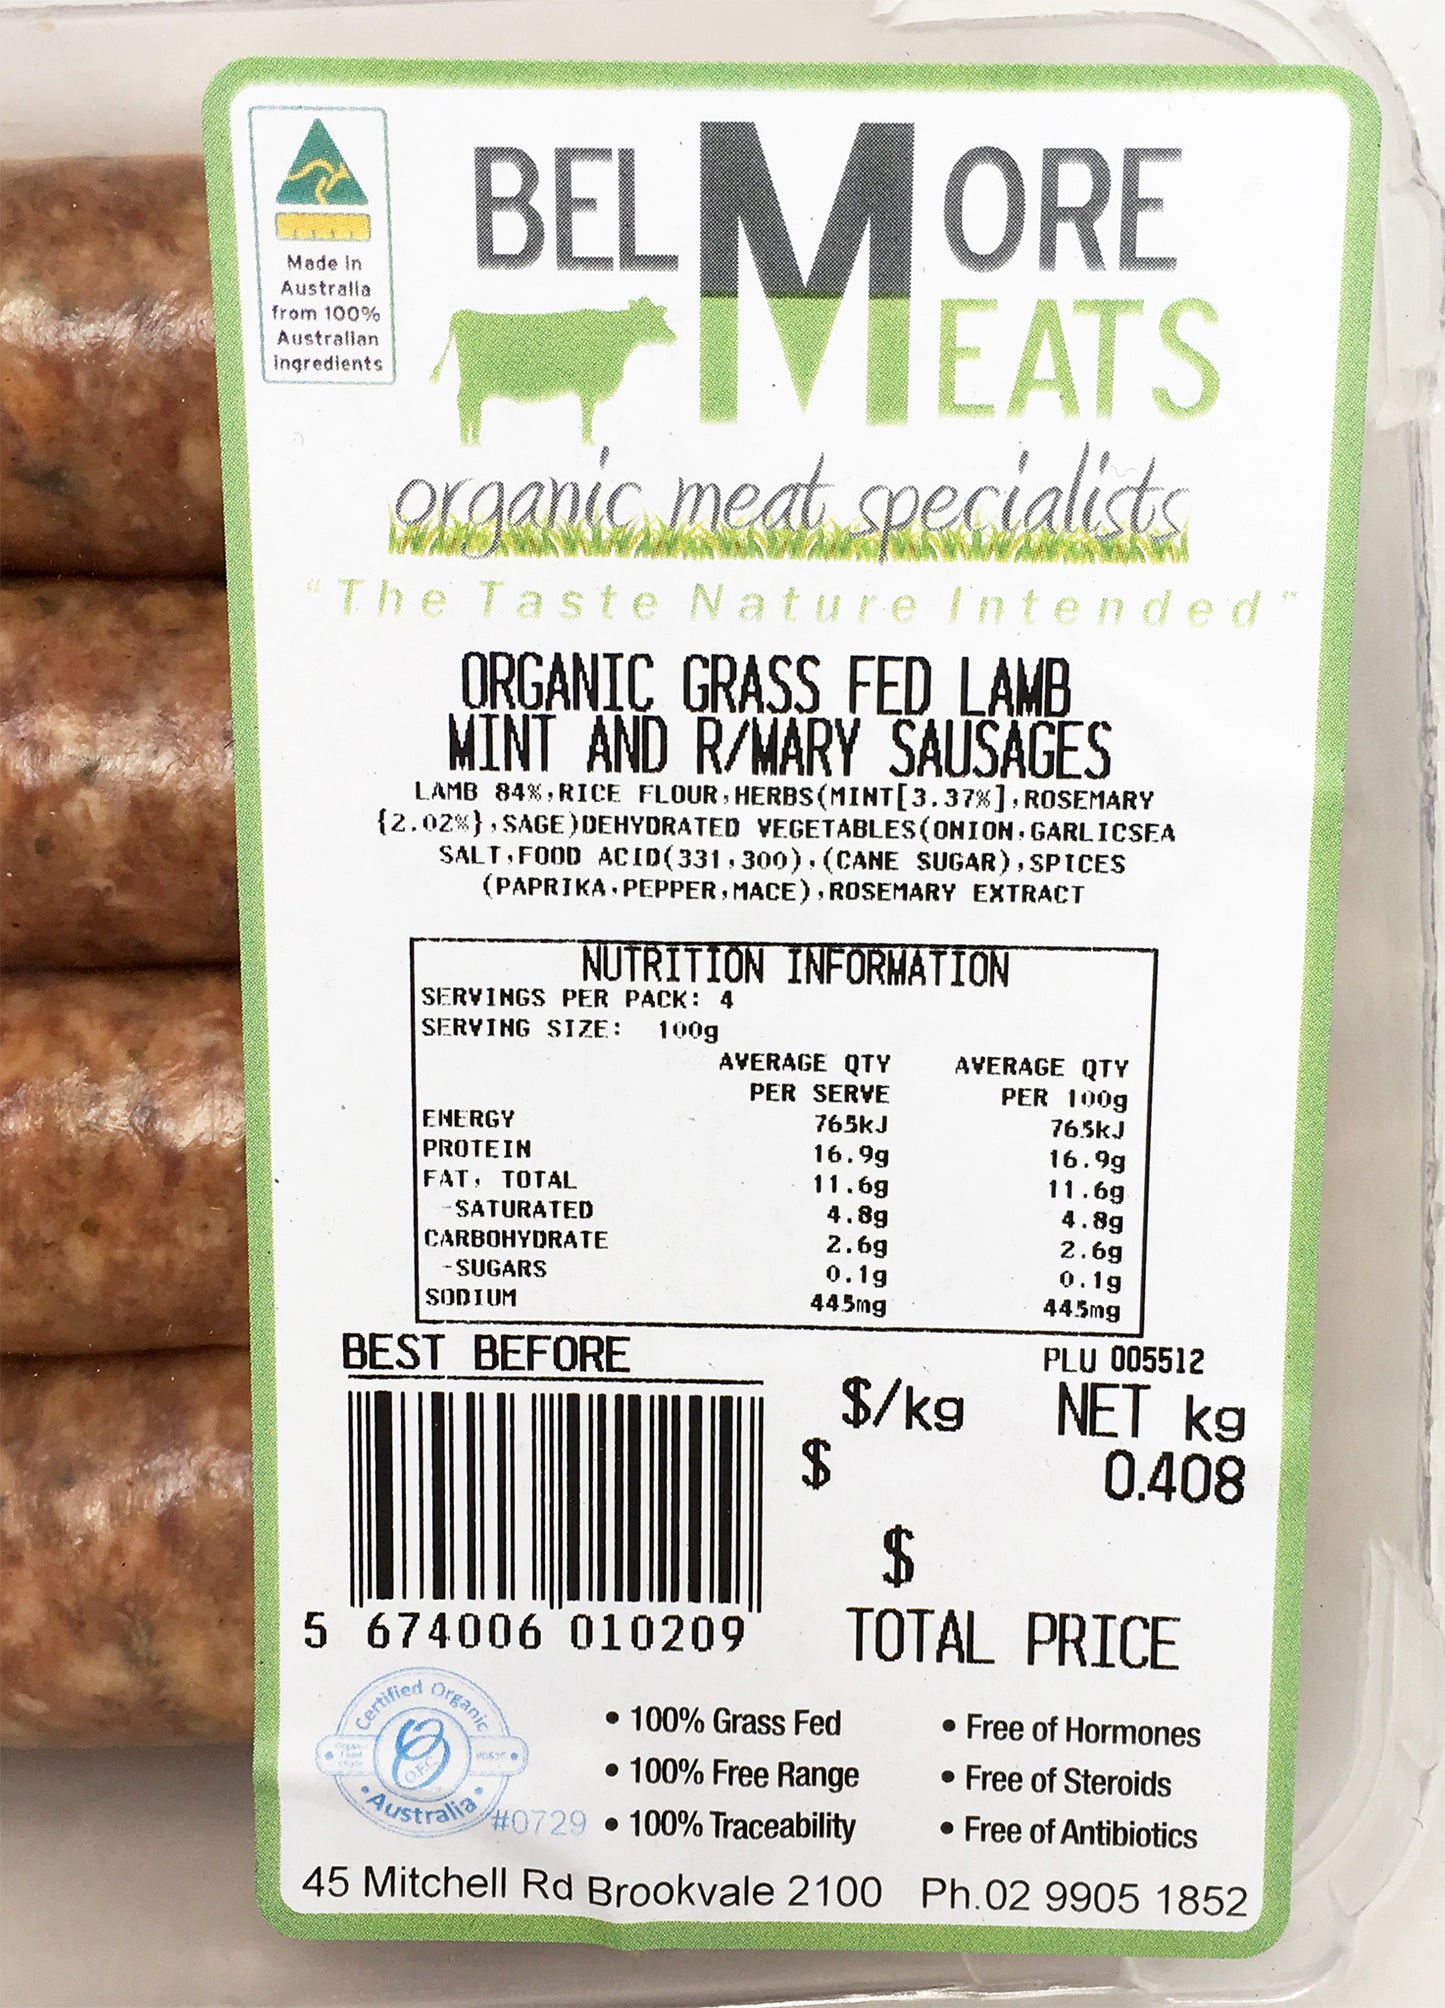 Made in
Australia
from 100%
Australian
ingredients
BELMORE
MEATS
organic meat specialists
"The Taste Nature Intended"
ORGANIC GRASS FED LAMB
MINT AND R/MARY SAUSAGES
LAMB 84%,RICE FLOUR,HERBS(MINT[3.37%],ROSEMARY
{2.02%},SAGE)DEHYDRATED VEGETABLES(ONION,GARLICSEA
SALT,FOOD ACID(331,300),(CANE SUGAR),SPICES
(PAPRIKA,PEPPER,MACE),ROSEMARY EXTRACT
NUTRITION INFORMATION
SERVINGS PER PACK: 4
SERVING SIZE: 100g
AVERAGE QTY AVERAGE QTY
PER SERVE PER 100g
ENERGY 765kJ 765kJ
PROTEIN 16.9g 16.9g
FAT, TOTAL 11.6g 11.6g
-SATURATED 4.8g 4.8g
CARBOHYDRATE 2.6g 2.6g
-SUGARS 0.1g 0.1g
SODIUM 445mg 445mg
BEST BEFORE
PLU 005512
$/kg NET kg
$ 0.408
$
TOTAL PRICE
5 674006 010209
Certified Organic
Organic
Food
Chain
O.F.C.
Australia
#0729
• 100% Grass Fed
• 100% Free Range
• 100% Traceability
• Free of Hormones
• Free of Steroids
• Free of Antibiotics
45 Mitchell Rd Brookvale 2100 Ph.02 9905 1852